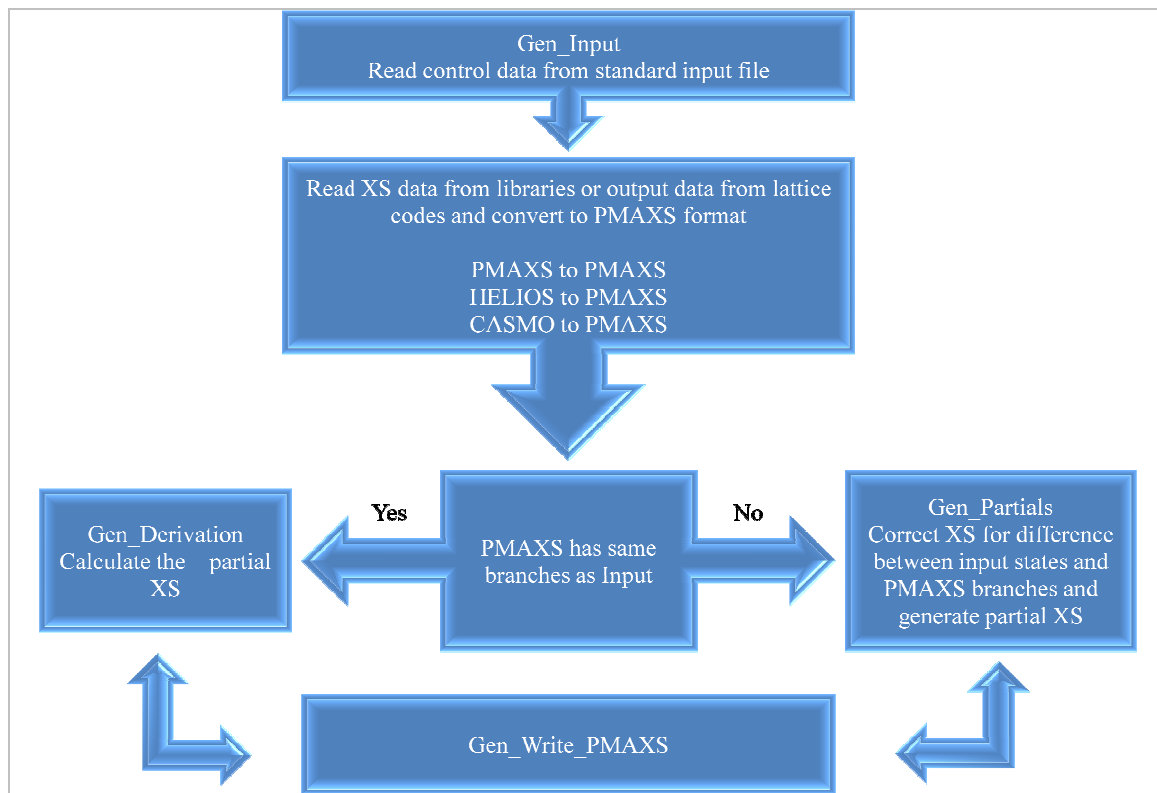 Gen_Input
Read control data from standard input file
Read XS data from libraries or output data from lattice
codes and convert to PMAXS format
PMAXS to PMAXS
HELIOS to PMAXS
CASMO to PMAXS
Yes
No
Gen_Derivation
Calculate the partial
XS
PMAXS has same
branches as Input
Gen_Partials
Correct XS for difference
between input states and
PMAXS branches and
generate partial XS
Gen_Write_PMAXS